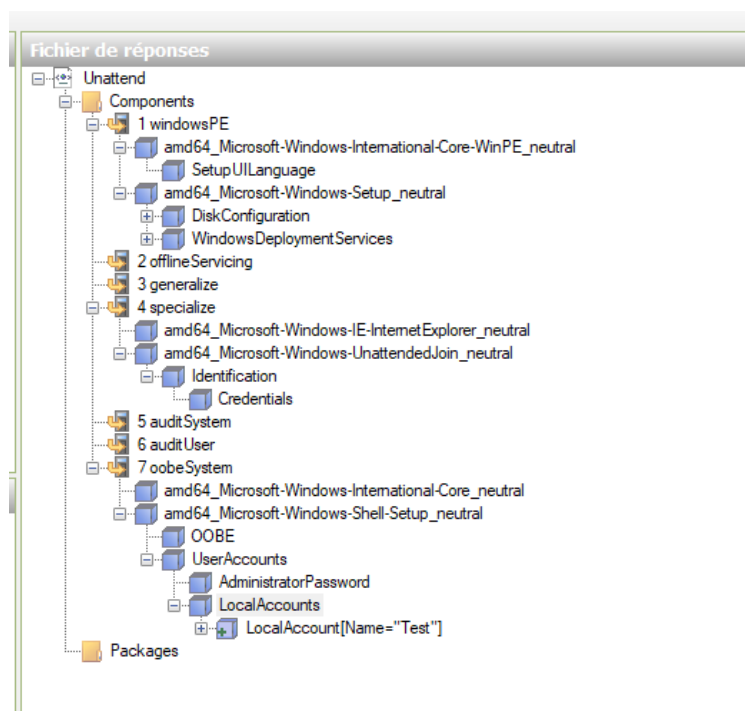 Fichier de réponses
Unattend
Components
1 windowsPE
amd64_Microsoft-Windows-International-Core-WinPE_neutral
SetupUILanguage
amd64_Microsoft-Windows-Setup_neutral
DiskConfiguration
WindowsDeploymentServices
2 offlineServicing
3 generalize
4 specialize
amd64_Microsoft-Windows-IE-InternetExplorer_neutral
amd64_Microsoft-Windows-UnattendedJoin_neutral
Identification
Credentials
5 auditSystem
6 auditUser
7 oobeSystem
amd64_Microsoft-Windows-International-Core_neutral
amd64_Microsoft-Windows-Shell-Setup_neutral
OOBE
UserAccounts
AdministratorPassword
LocalAccounts
LocalAccount[Name="Test"]
Packages